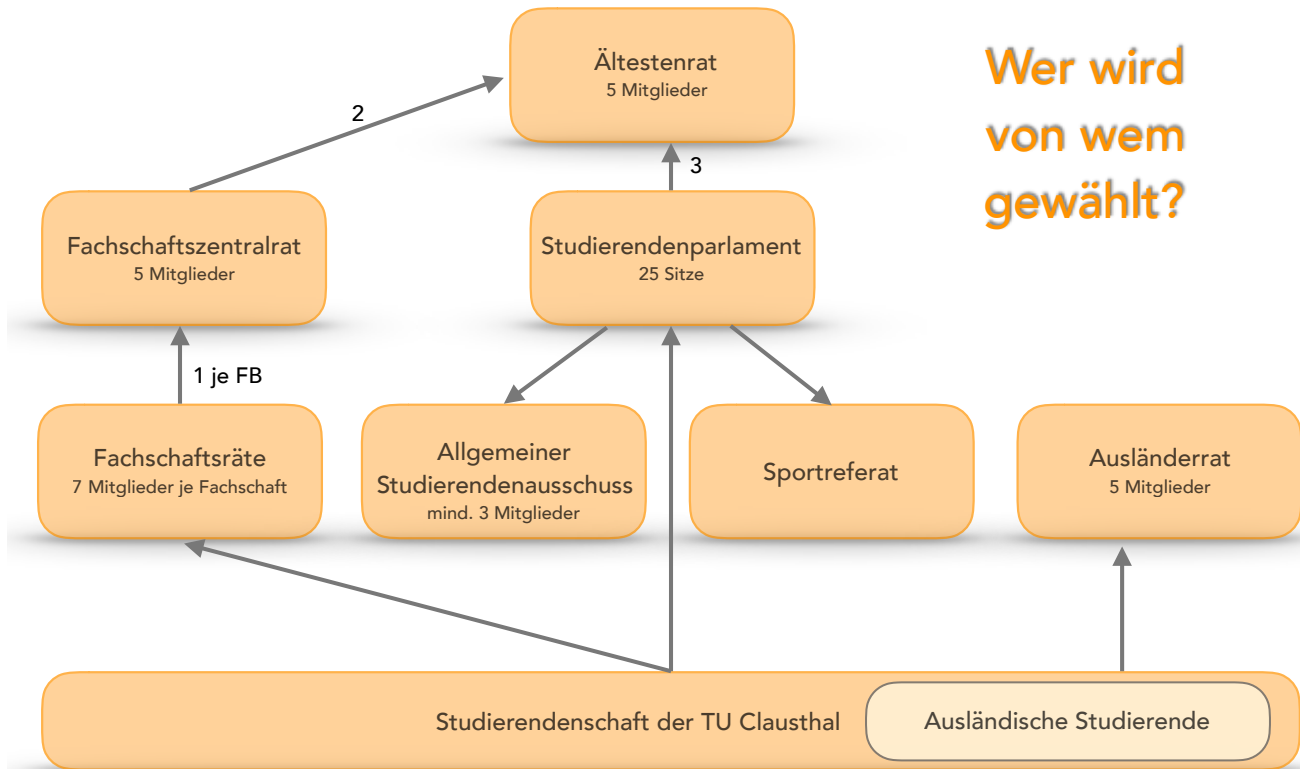 Ältestenrat
5 Mitglieder
Wer wird
von wem
gewählt?
2
3
Fachschaftszentralrat
5 Mitglieder
Studierendenparlament
25 Sitze
1 je FB
Fachschaftsräte
7 Mitglieder je Fachschaft
Allgemeiner
Studierendenausschuss
mind. 3 Mitglieder
Sportreferat
Ausländerrat
5 Mitglieder
Studierendenschaft der TU Clausthal
Ausländische Studierende